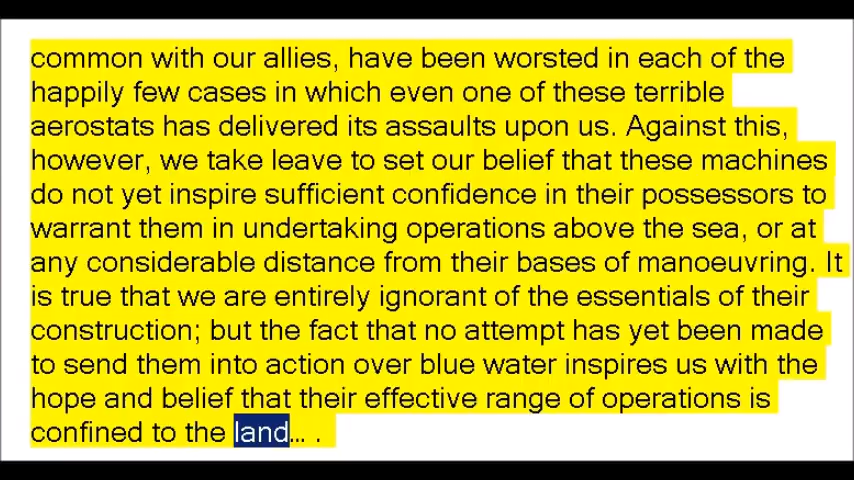 common with our allies, have been worsted in each of the
happily few cases in which even one of these terrible
aerostats has delivered its assaults upon us. Against this,
however, we take leave to set our belief that these machines
do not yet inspire sufficient confidence in their possessors to
warrant them in undertaking operations above the sea, or at
any considerable distance from their bases of manoeuvring. It
is true that we are entirely ignorant of the essentials of their
construction; but the fact that no attempt has yet been made
to send them into action over blue water inspires us with the
hope and belief that their effective range of operations is
confined to the land… .